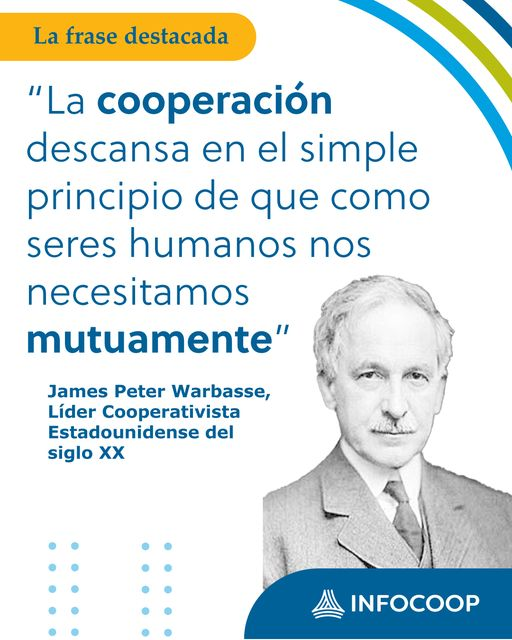 La frase destacada
“La cooperación
descansa en el simple
principio de que como
seres humanos nos
necesitamos
mutuamente”
James Peter Warbasse,
Líder Cooperativista
Estadounidense del
siglo XX
INFOCOOP